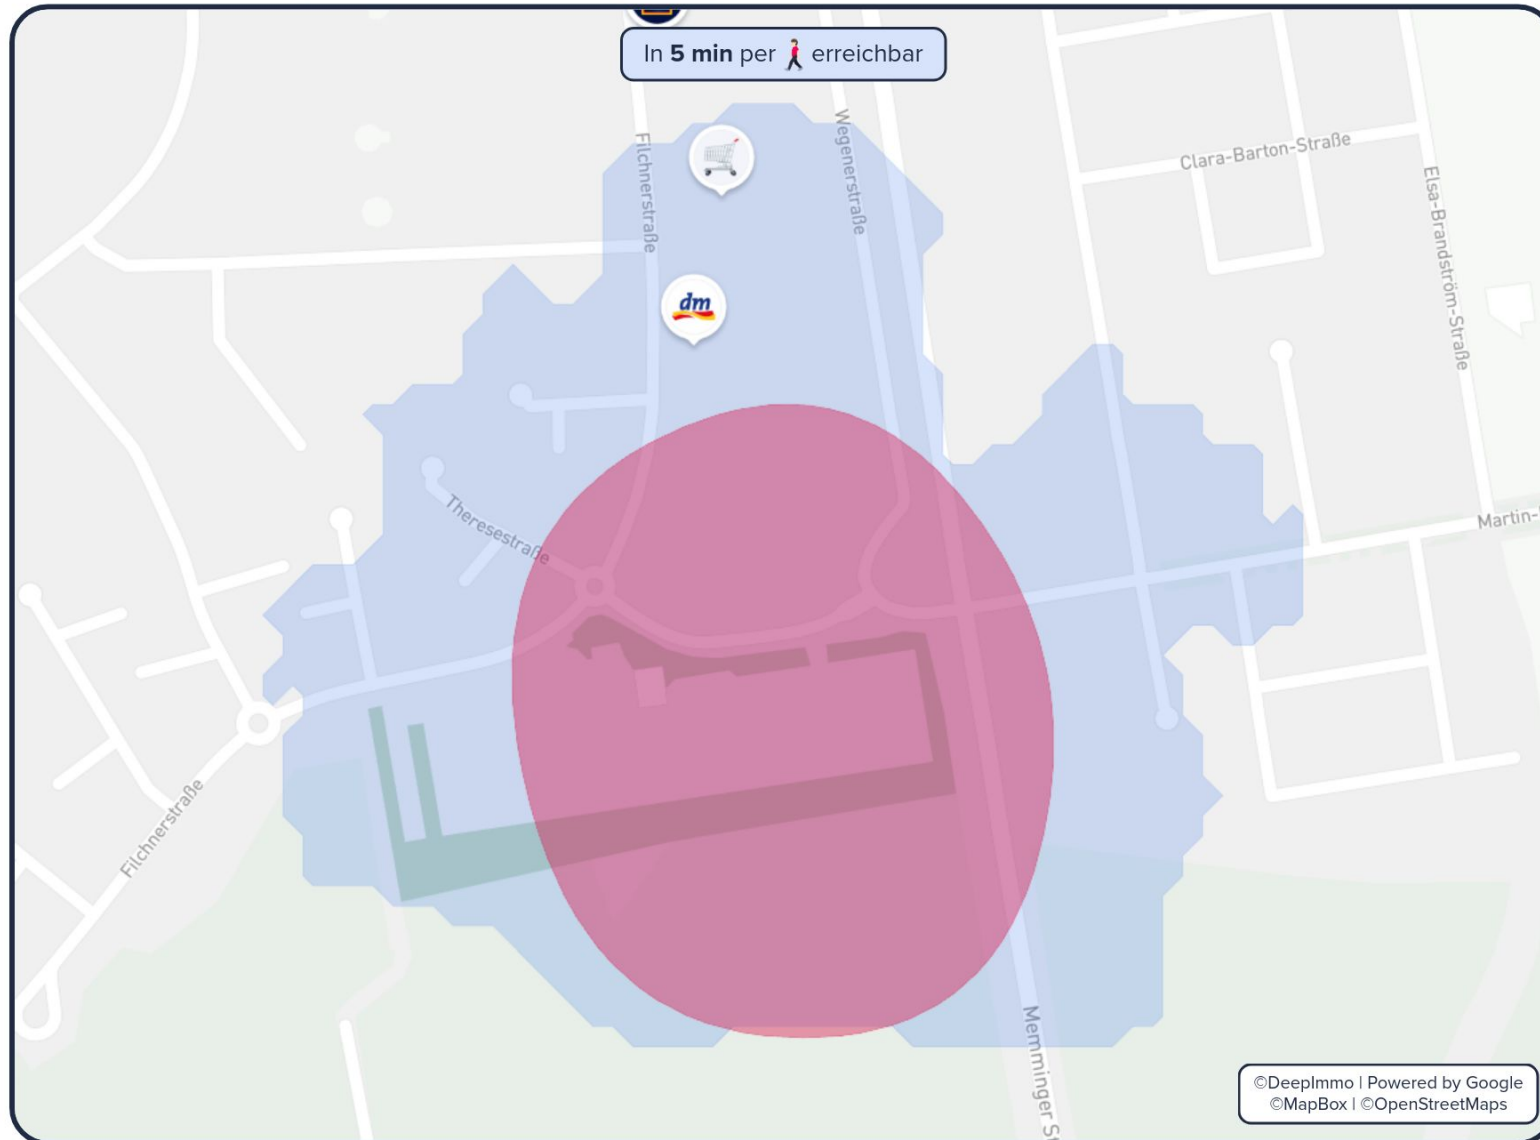 In 5 min per erreichbar
Filchnerstraße
Wegenerstraße
Clara-Barton-Straße
Elsa-Brandström-Straße
dm
Theresestraße
Martin-
Filchnerstraße
Memminger St
©DeepImmo | Powered by Google
©MapBox | ©OpenStreetMaps